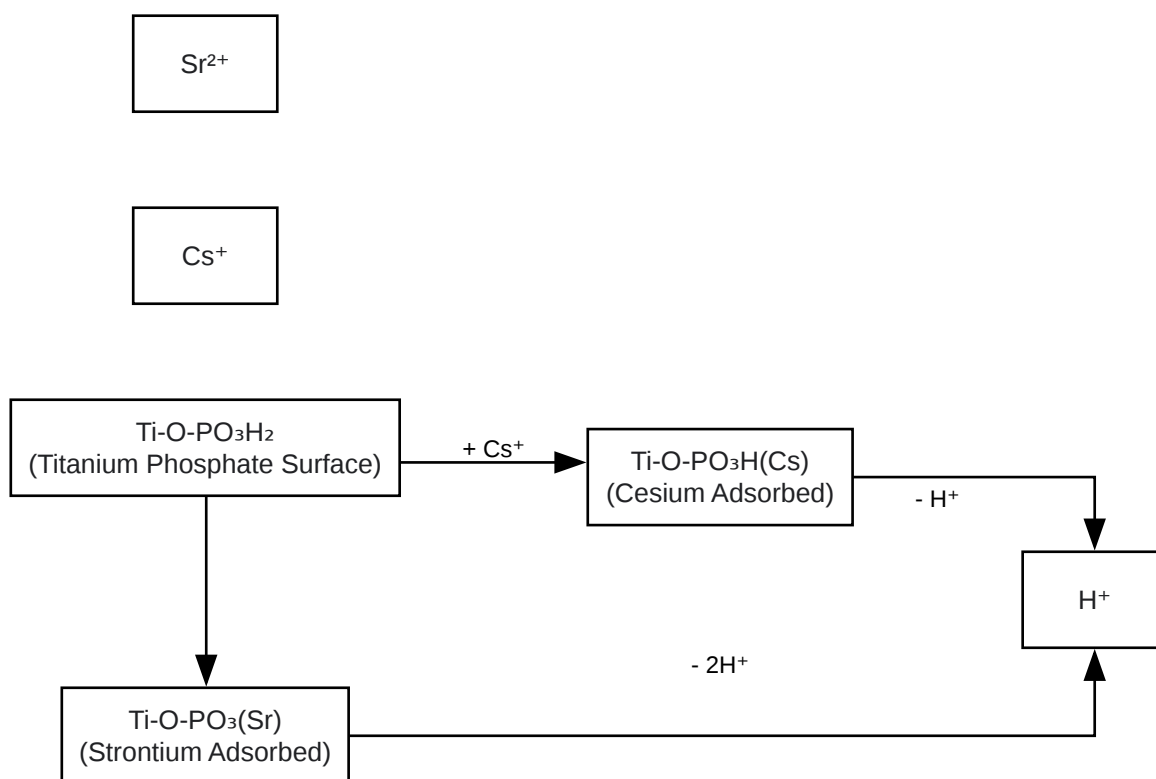 Sr²⁺
Cs⁺
Ti-O-PO₃H₂
(Titanium Phosphate Surface)
+ Cs⁺
Ti-O-PO₃H(Cs)
(Cesium Adsorbed)
- H⁺
H⁺
- 2H⁺
Ti-O-PO₃(Sr)
(Strontium Adsorbed)